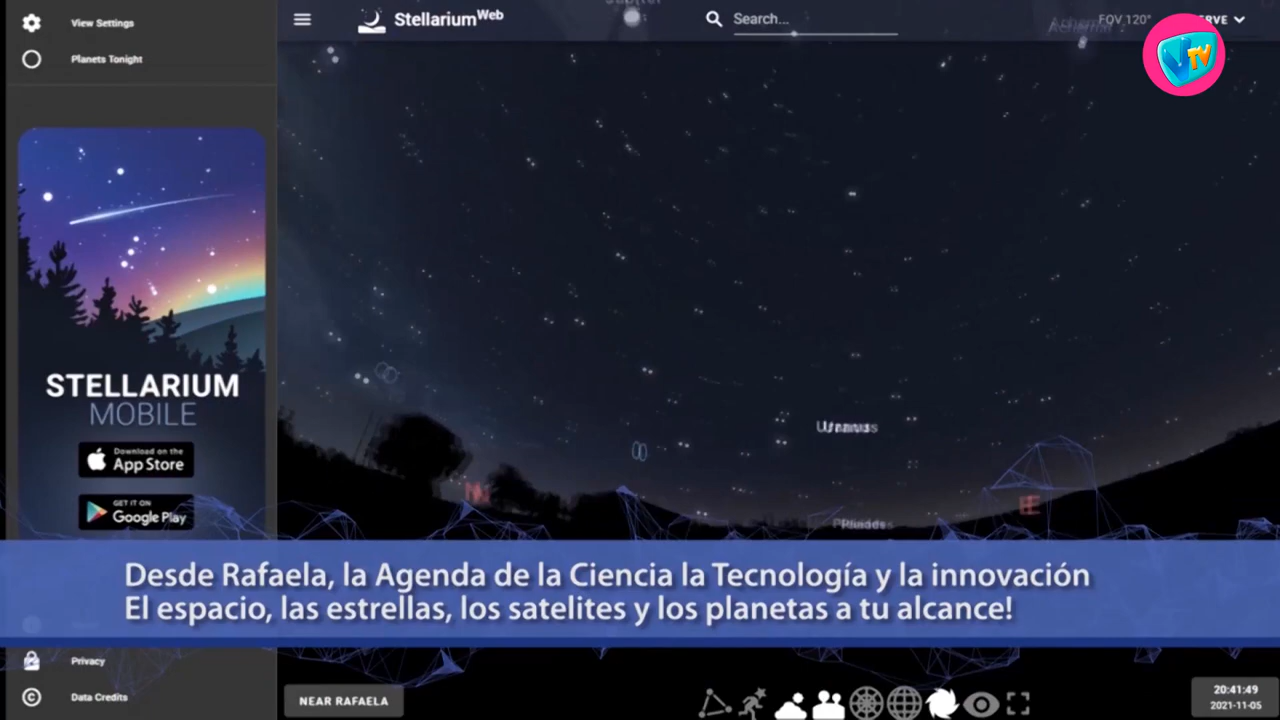 View Settings
StellariumWeb
Search...
FOV 120°
Planets Tonight
TV
STELLARIUM
MOBILE
Download on the
App Store
GET IT ON
Google Play
Uranus
N
E
Desde Rafaela, la Agenda de la Ciencia la Tecnología y la innovación
El espacio, las estrellas, los satelites y los planetas a tu alcance!
Privacy
Data Credits
NEAR RAFAELA
20:41:49
2021-11-05